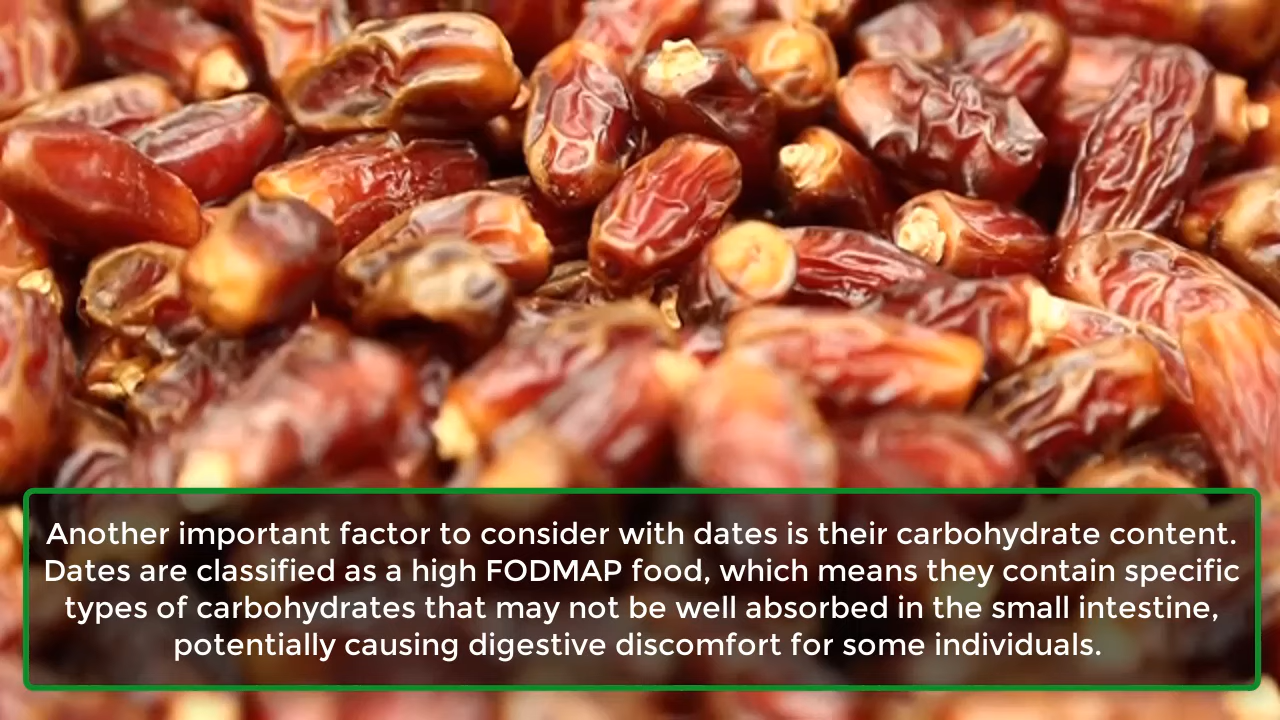 Another important factor to consider with dates is their carbohydrate content.
Dates are classified as a high FODMAP food, which means they contain specific
types of carbohydrates that may not be well absorbed in the small intestine,
potentially causing digestive discomfort for some individuals.